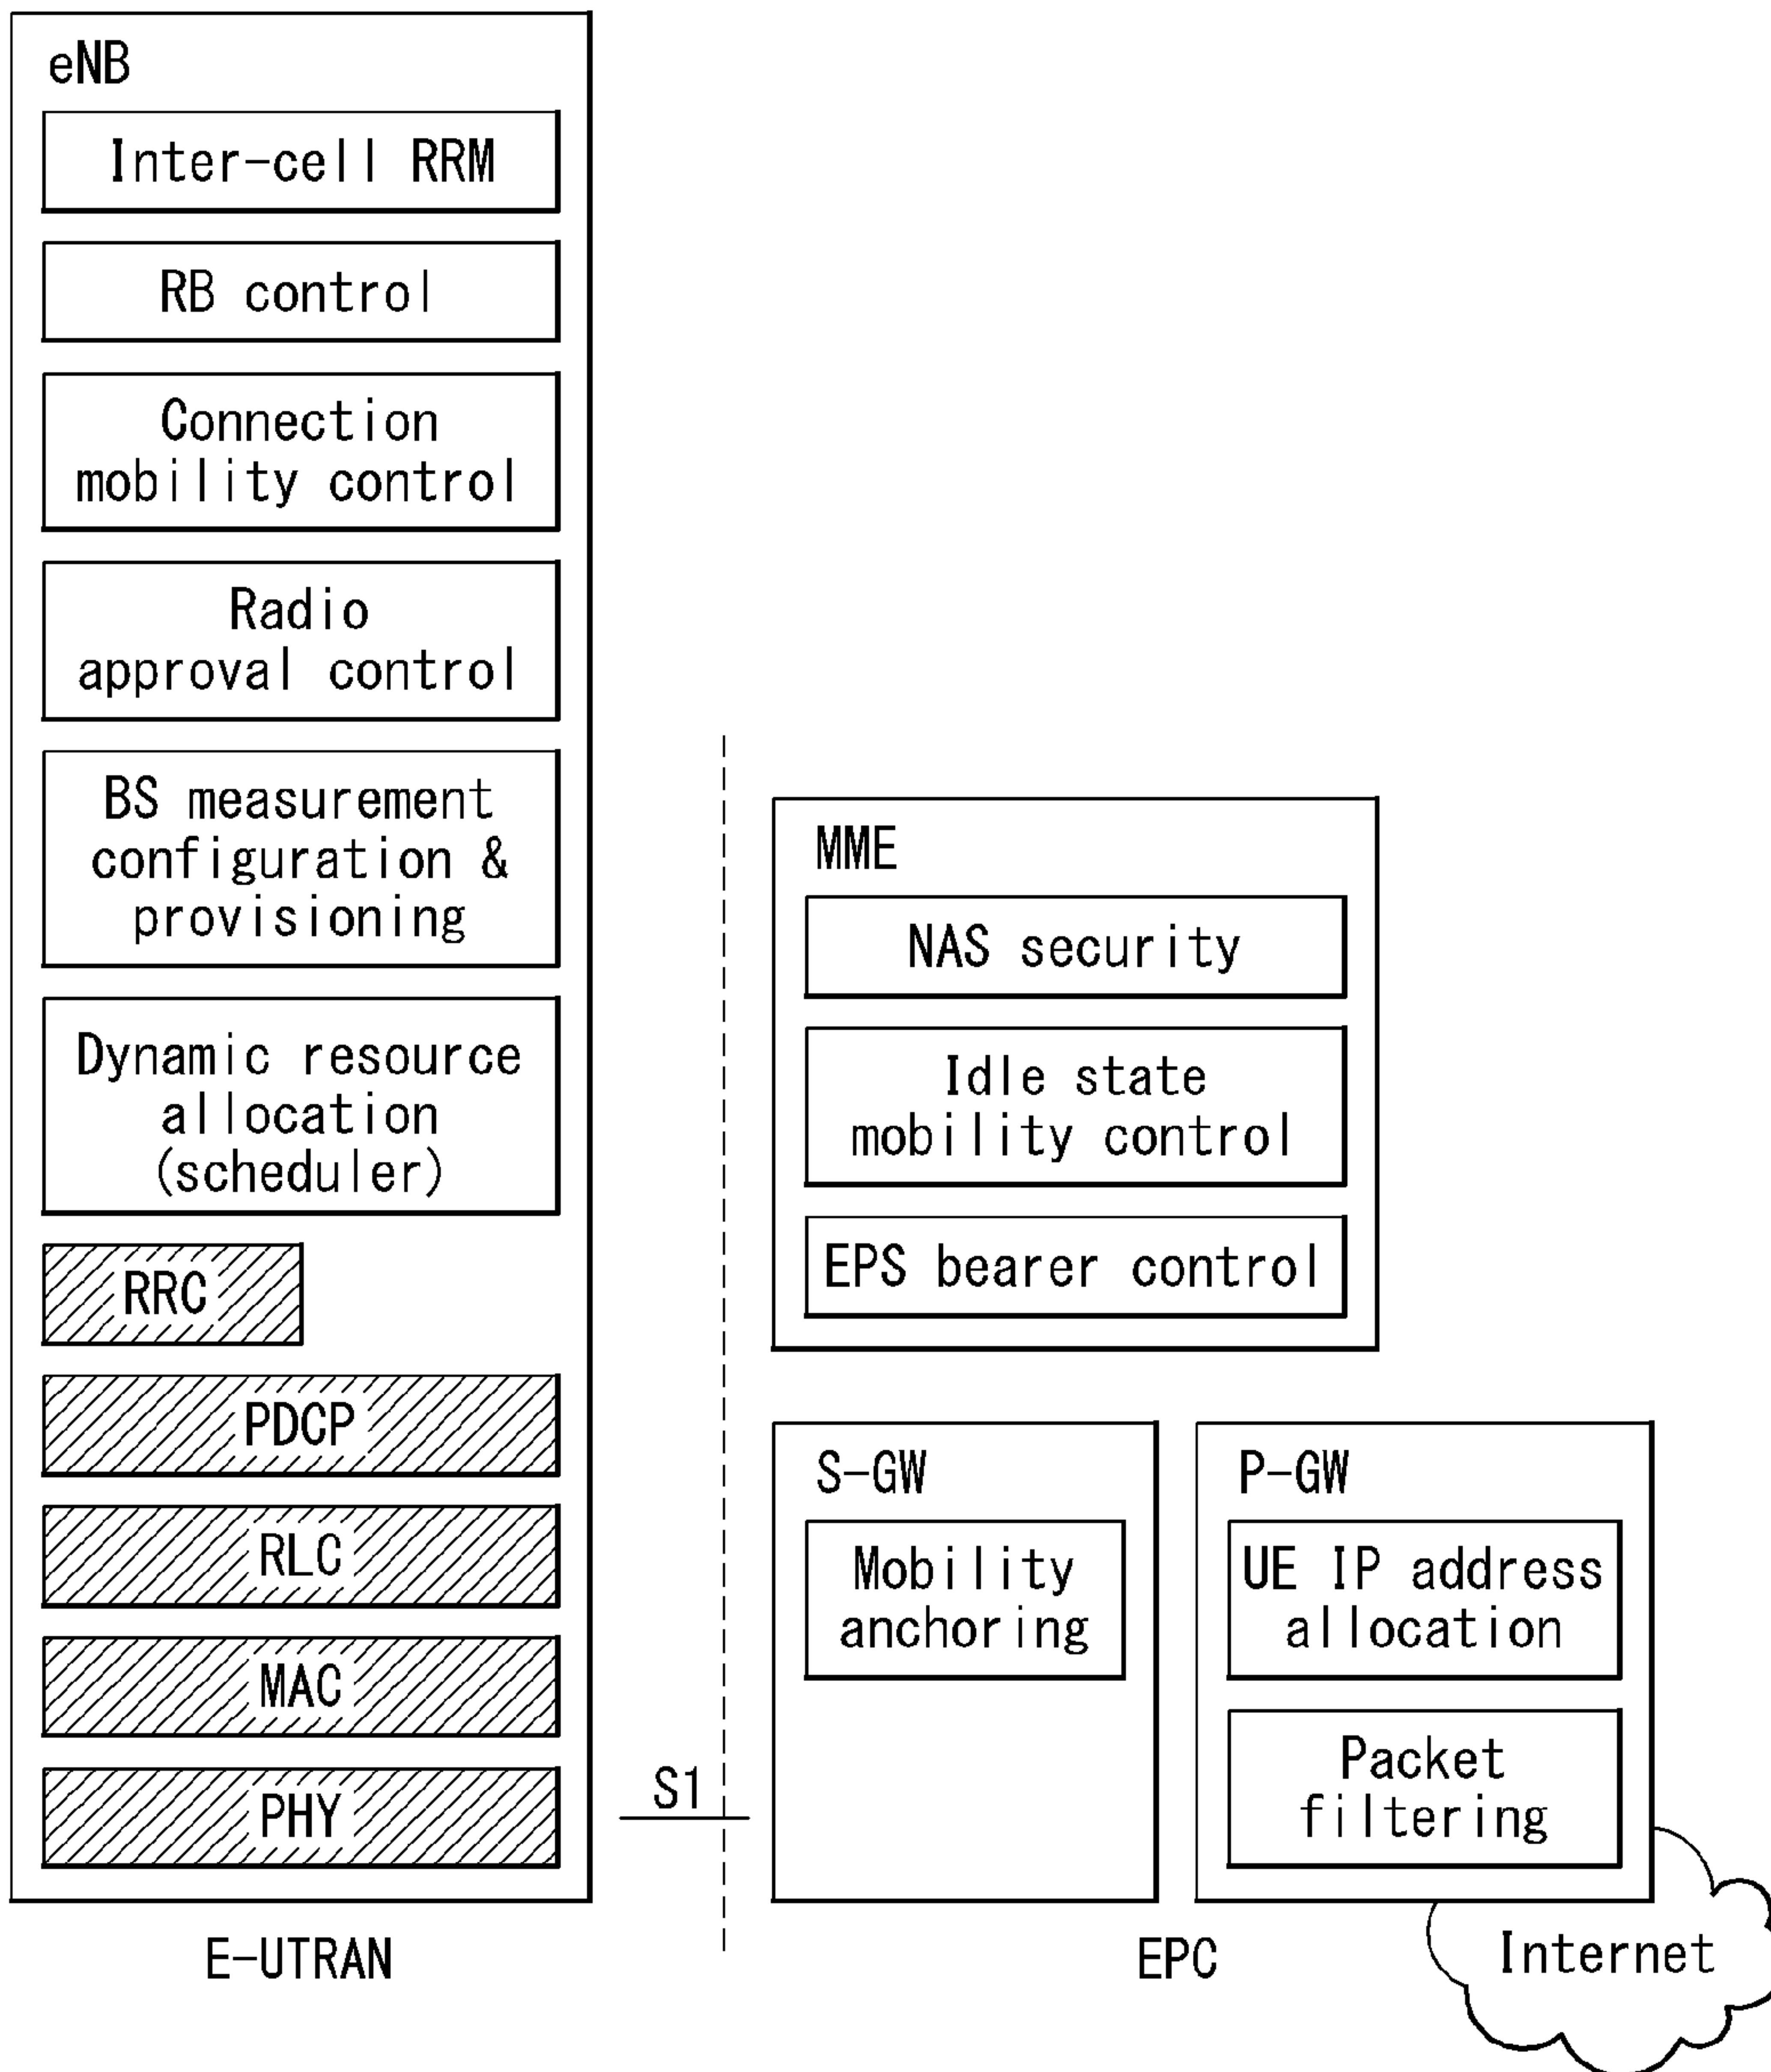 eNB
Inter-cell RRM
RB control
Connection
mobility control
Radio
approval control
BS measurement
configuration &
provisioning
Dynamic resource
allocation
(scheduler)
RRC
PDCP
RLC
MAC
PHY
E-UTRAN
S1
MME
NAS security
Idle state
mobility control
EPS bearer control
S-GW
Mobility
anchoring
P-GW
UE IP address
allocation
Packet
filtering
EPC
Internet